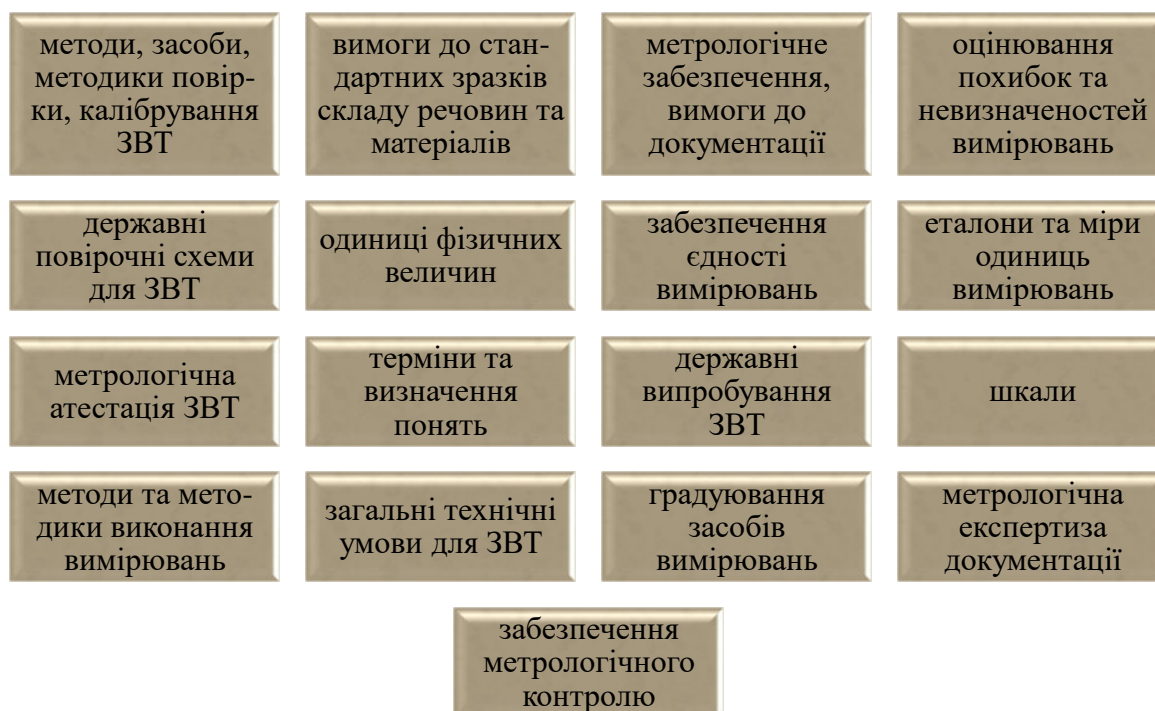 методи, засоби,
методики повір-
ки, калібрування
ЗВТ
вимоги до стан-
дартних зразків
складу речовин та
матеріалів
метрологічне
забезпечення,
вимоги до
документації
оцінювання
похибок та
невизначеностей
вимірювань
державні
повірочні схеми
для ЗВТ
одиниці фізичних
величин
забезпечення
єдності
вимірювань
еталони та міри
одиниць
вимірювань
метрологічна
атестація ЗВТ
терміни та
визначення
понять
державні
випробування
ЗВТ
шкали
методи та мето-
дики виконання
вимірювань
загальні технічні
умови для ЗВТ
градуювання
засобів
вимірювань
метрологічна
експертиза
документації
забезпечення
метрологічного
контролю